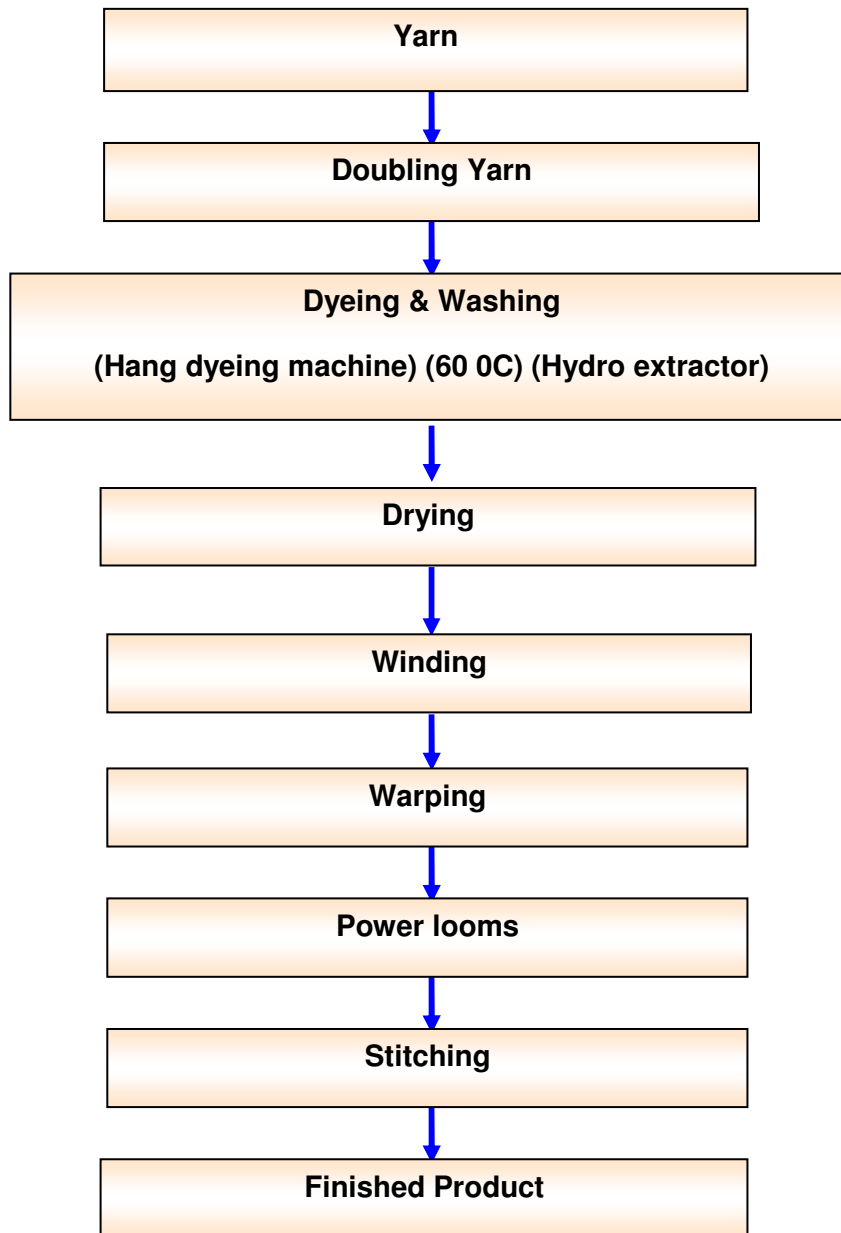 Yarn
Doubling Yarn
Dyeing & Washing
(Hang dyeing machine) (60 0C) (Hydro extractor)
Drying
Winding
Warping
Power looms
Stitching
Finished Product